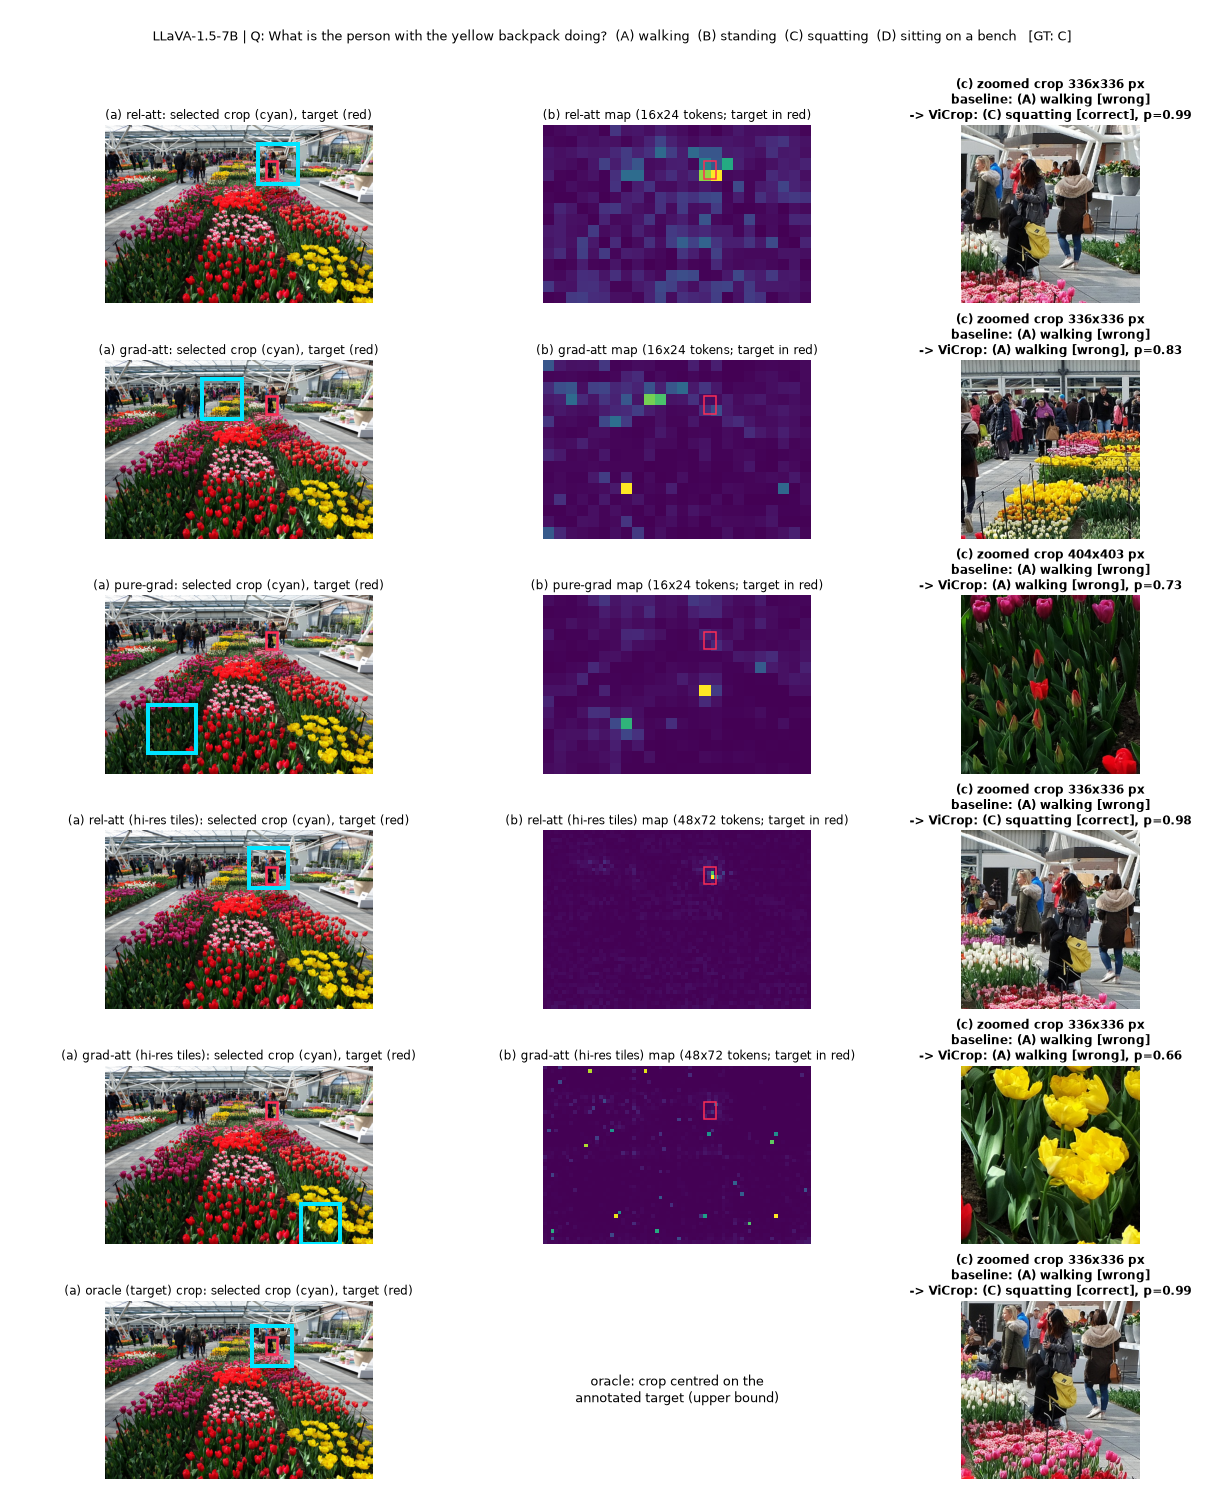 LLaVA-1.5-7B | Q: What is the person with the yellow backpack doing?  (A) walking  (B) standing  (C) squatting  (D) sitting on a bench   [GT: C]
(a) rel-att: selected crop (cyan), target (red)
(b) rel-att map (16x24 tokens; target in red)
(c) zoomed crop 336x336 px
baseline: (A) walking [wrong]
-> ViCrop: (C) squatting [correct], p=0.99
(a) grad-att: selected crop (cyan), target (red)
(b) grad-att map (16x24 tokens; target in red)
(c) zoomed crop 336x336 px
baseline: (A) walking [wrong]
-> ViCrop: (A) walking [wrong], p=0.83
(a) pure-grad: selected crop (cyan), target (red)
(b) pure-grad map (16x24 tokens; target in red)
(c) zoomed crop 404x403 px
baseline: (A) walking [wrong]
-> ViCrop: (A) walking [wrong], p=0.73
(a) rel-att (hi-res tiles): selected crop (cyan), target (red)
(b) rel-att (hi-res tiles) map (48x72 tokens; target in red)
(c) zoomed crop 336x336 px
baseline: (A) walking [wrong]
-> ViCrop: (C) squatting [correct], p=0.98
(a) grad-att (hi-res tiles): selected crop (cyan), target (red)
(b) grad-att (hi-res tiles) map (48x72 tokens; target in red)
(c) zoomed crop 336x336 px
baseline: (A) walking [wrong]
-> ViCrop: (A) walking [wrong], p=0.66
(a) oracle (target) crop: selected crop (cyan), target (red)
oracle: crop centred on the
annotated target (upper bound)
(c) zoomed crop 336x336 px
baseline: (A) walking [wrong]
-> ViCrop: (C) squatting [correct], p=0.99